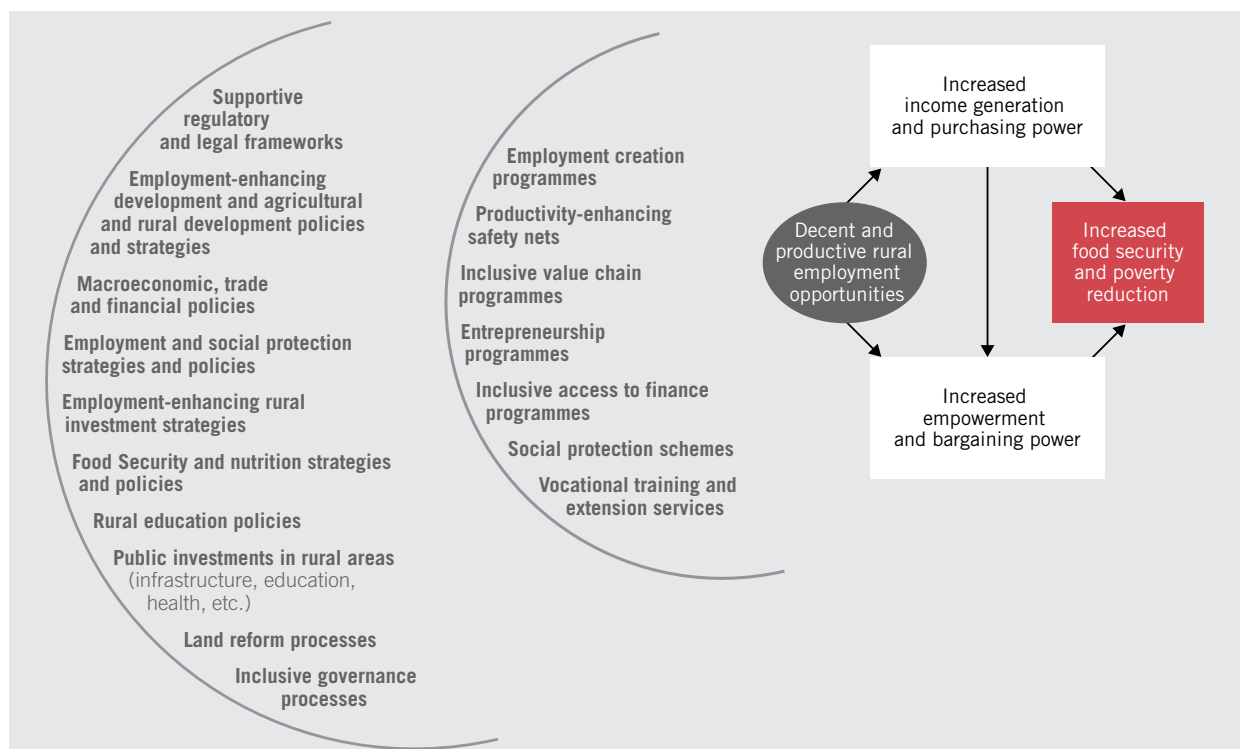 Supportive
regulatory
and legal frameworks
Employment-enhancing
development and agricultural
and rural development policies
and strategies
Macroeconomic, trade
and financial policies
Employment and social protection
strategies and policies
Employment-enhancing rural
investment strategies
Food Security and nutrition strategies
and policies
Rural education policies
Public investments in rural areas
(infrastructure, education,
health, etc.)
Land reform processes
Inclusive governance
processes
Employment creation
programmes
Productivity-enhancing
safety nets
Inclusive value chain
programmes
Entrepreneurship
programmes
Inclusive access to finance
programmes
Social protection schemes
Vocational training and
extension services
Increased
income generation
and purchasing power
Decent and
productive rural
employment
opportunities
Increased
food security
and poverty
reduction
Increased
empowerment
and bargaining power